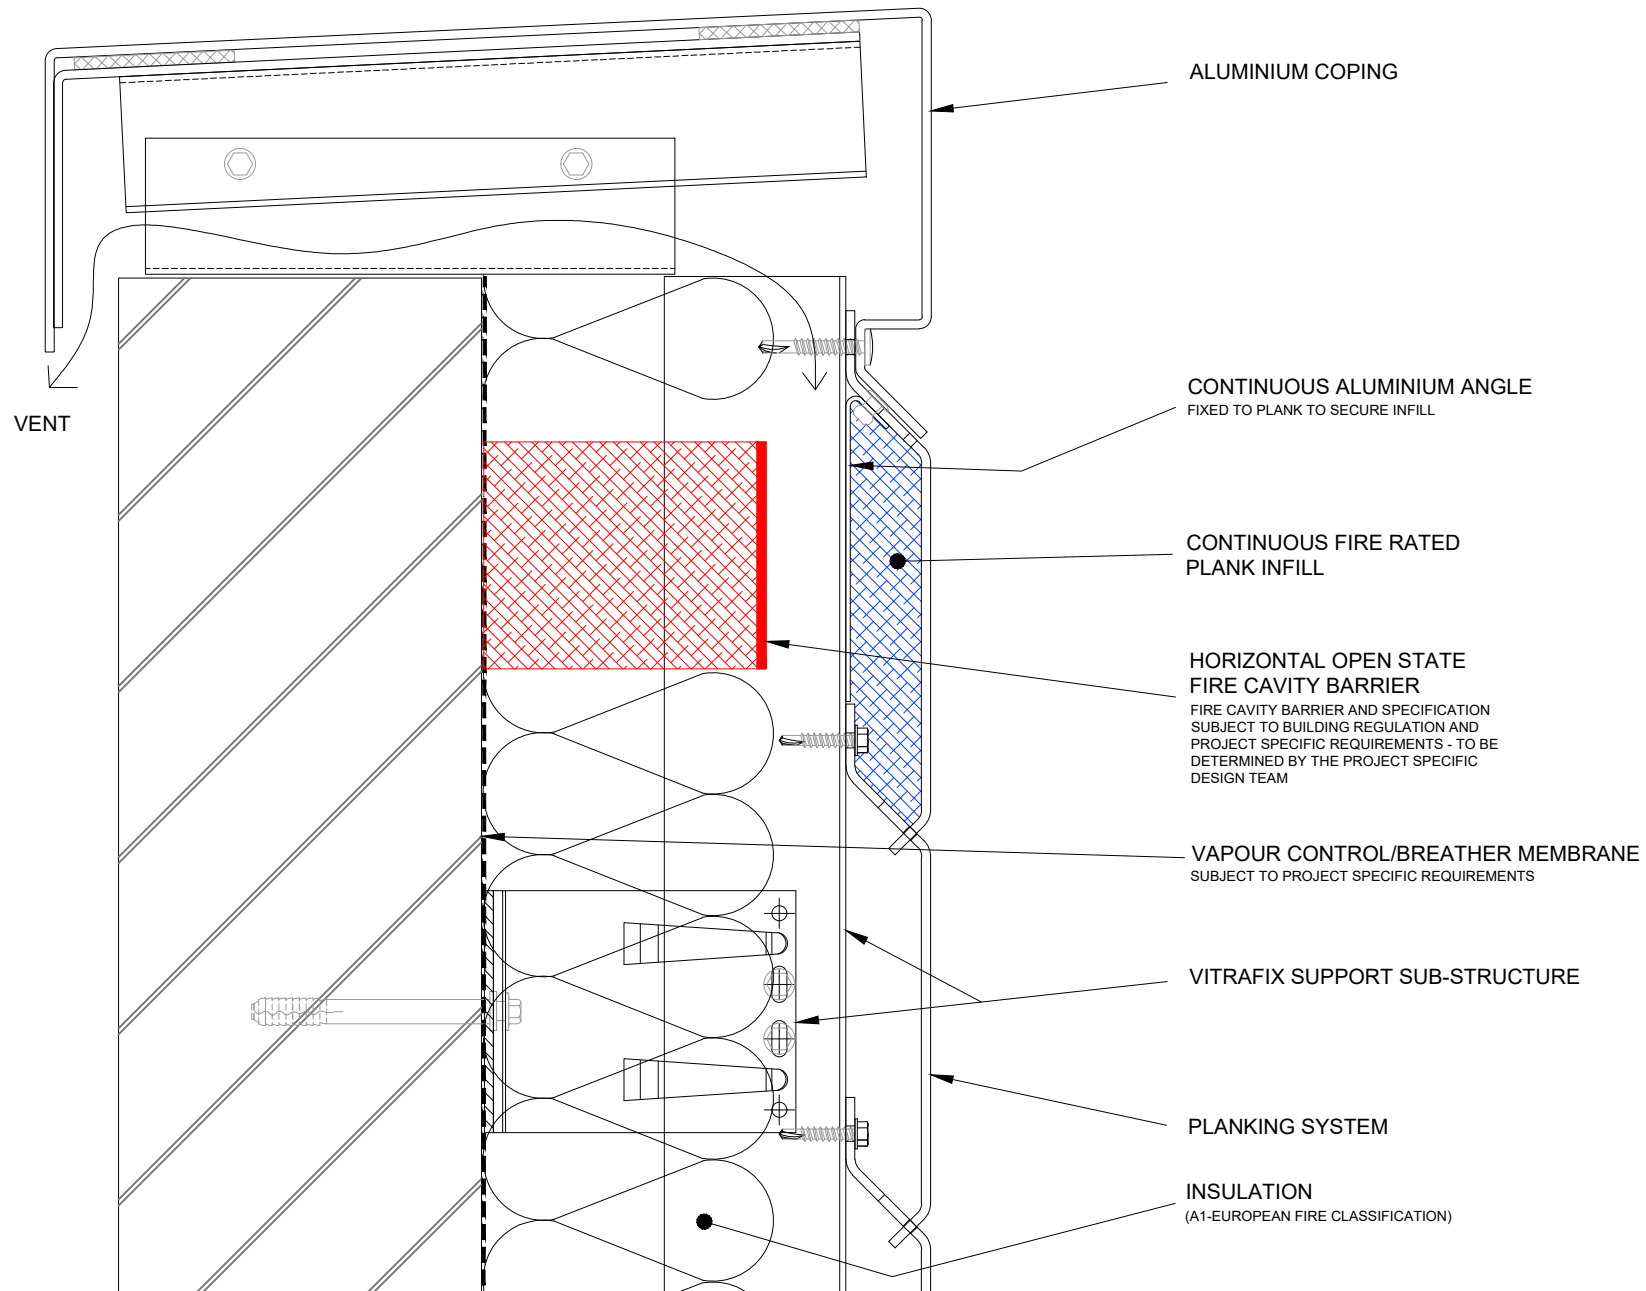 ALUMINIUM COPING
CONTINUOUS ALUMINIUM ANGLE
FIXED TO PLANK TO SECURE INFILL
VENT
CONTINUOUS FIRE RATED
PLANK INFILL
HORIZONTAL OPEN STATE
FIRE CAVITY BARRIER
FIRE CAVITY BARRIER AND SPECIFICATION
SUBJECT TO BUILDING REGULATION AND
PROJECT SPECIFIC REQUIREMENTS - TO BE
DETERMINED BY THE PROJECT SPECIFIC
DESIGN TEAM
VAPOUR CONTROL/BREATHER MEMBRANE
SUBJECT TO PROJECT SPECIFIC REQUIREMENTS
VITRAFIX SUPPORT SUB-STRUCTURE
PLANKING SYSTEM
INSULATION
(A1-EUROPEAN FIRE CLASSIFICATION)